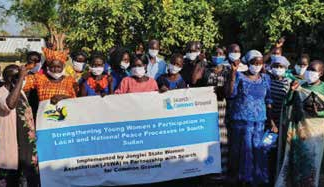 Search for
Common Ground
Strengthening Young Women's Participation in
Local and National Peace Processes in South
Sudan
Implemented by Jonglei State Women
Association(JSWA) in Partnership with Search
for Common Ground